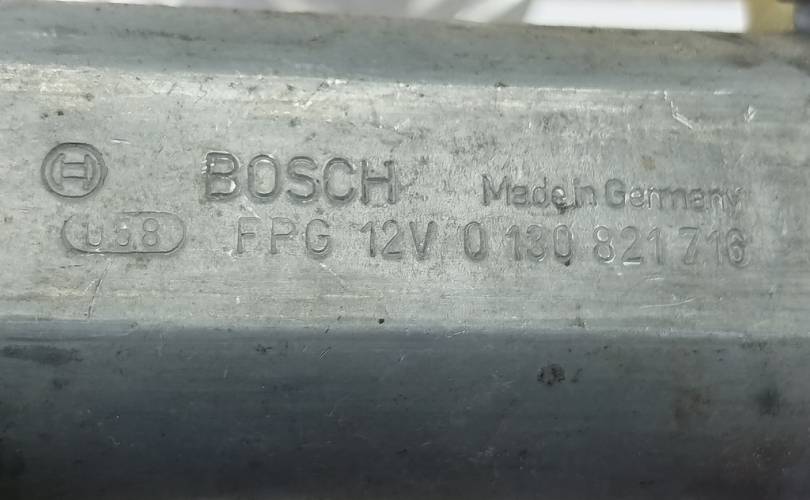 BOSCH Made in Germany
FPG 12V 0 130 821 716